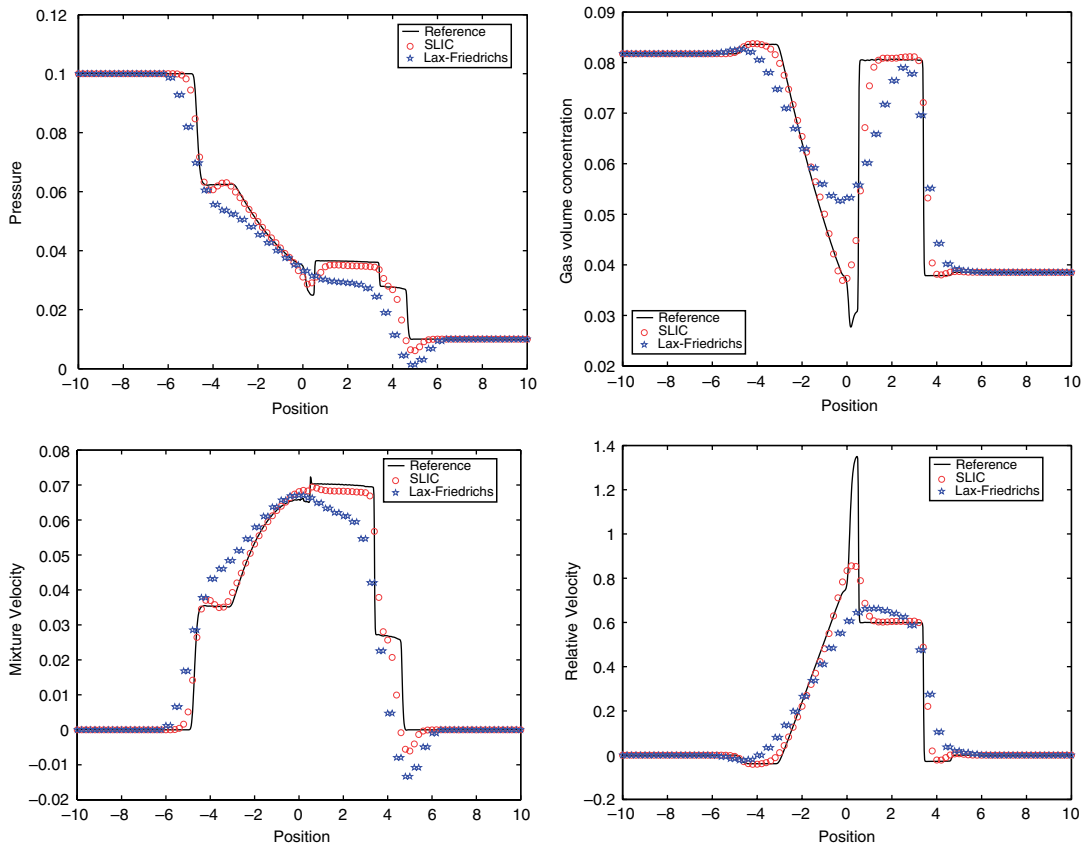 0.12
0.1
0.08
0.06
0.04
0.02
0
Pressure
−10 −8 −6 −4 −2 0 2 4 6 8 10
Position
Reference
SLIC
Lax-Friedrichs
0.09
0.08
0.07
0.06
0.05
0.04
0.03
0.02
Gas volume concentration
−10 −8 −6 −4 −2 0 2 4 6 8 10
Position
Reference
SLIC
Lax-Friedrichs
0.08
0.07
0.06
0.05
0.04
0.03
0.02
0.01
0
−0.01
−0.02
Mixture Velocity
−10 −8 −6 −4 −2 0 2 4 6 8 10
Position
Reference
SLIC
Lax-Friedrichs
1.4
1.2
1
0.8
0.6
0.4
0.2
0
−0.2
Relative Velocity
−10 −8 −6 −4 −2 0 2 4 6 8 10
Position
Reference
SLIC
Lax-Friedrichs